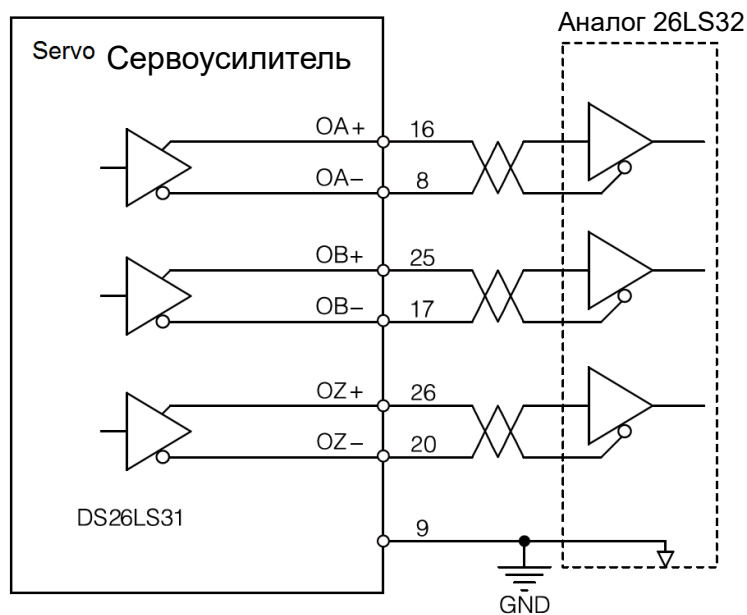 Аналог 26LS32
Servo Сервоусилитель
OA+ 16
OA− 8
OB+ 25
OB− 17
OZ+ 26
OZ− 20
DS26LS31
9
GND